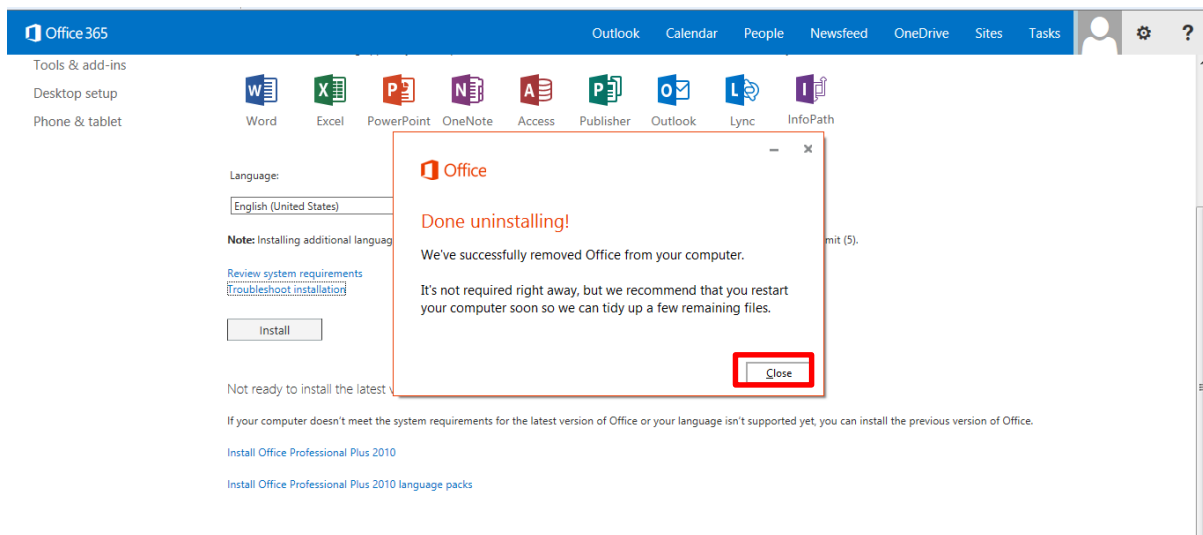 Office 365 Outlook Calendar People Newsfeed OneDrive Sites Tasks ?
Tools & add-ins
Desktop setup
Phone & tablet
Word Excel PowerPoint OneNote Access Publisher Outlook Lync InfoPath
Language:
English (United States)
Note: Installing additional languag
mit (5).
Review system requirements
Troubleshoot installation
Install
Office
Done uninstalling!
We've successfully removed Office from your computer.
It's not required right away, but we recommend that you restart
your computer soon so we can tidy up a few remaining files.
Close
Not ready to install the latest v
If your computer doesn't meet the system requirements for the latest version of Office or your language isn't supported yet, you can install the previous version of Office.
Install Office Professional Plus 2010
Install Office Professional Plus 2010 language packs